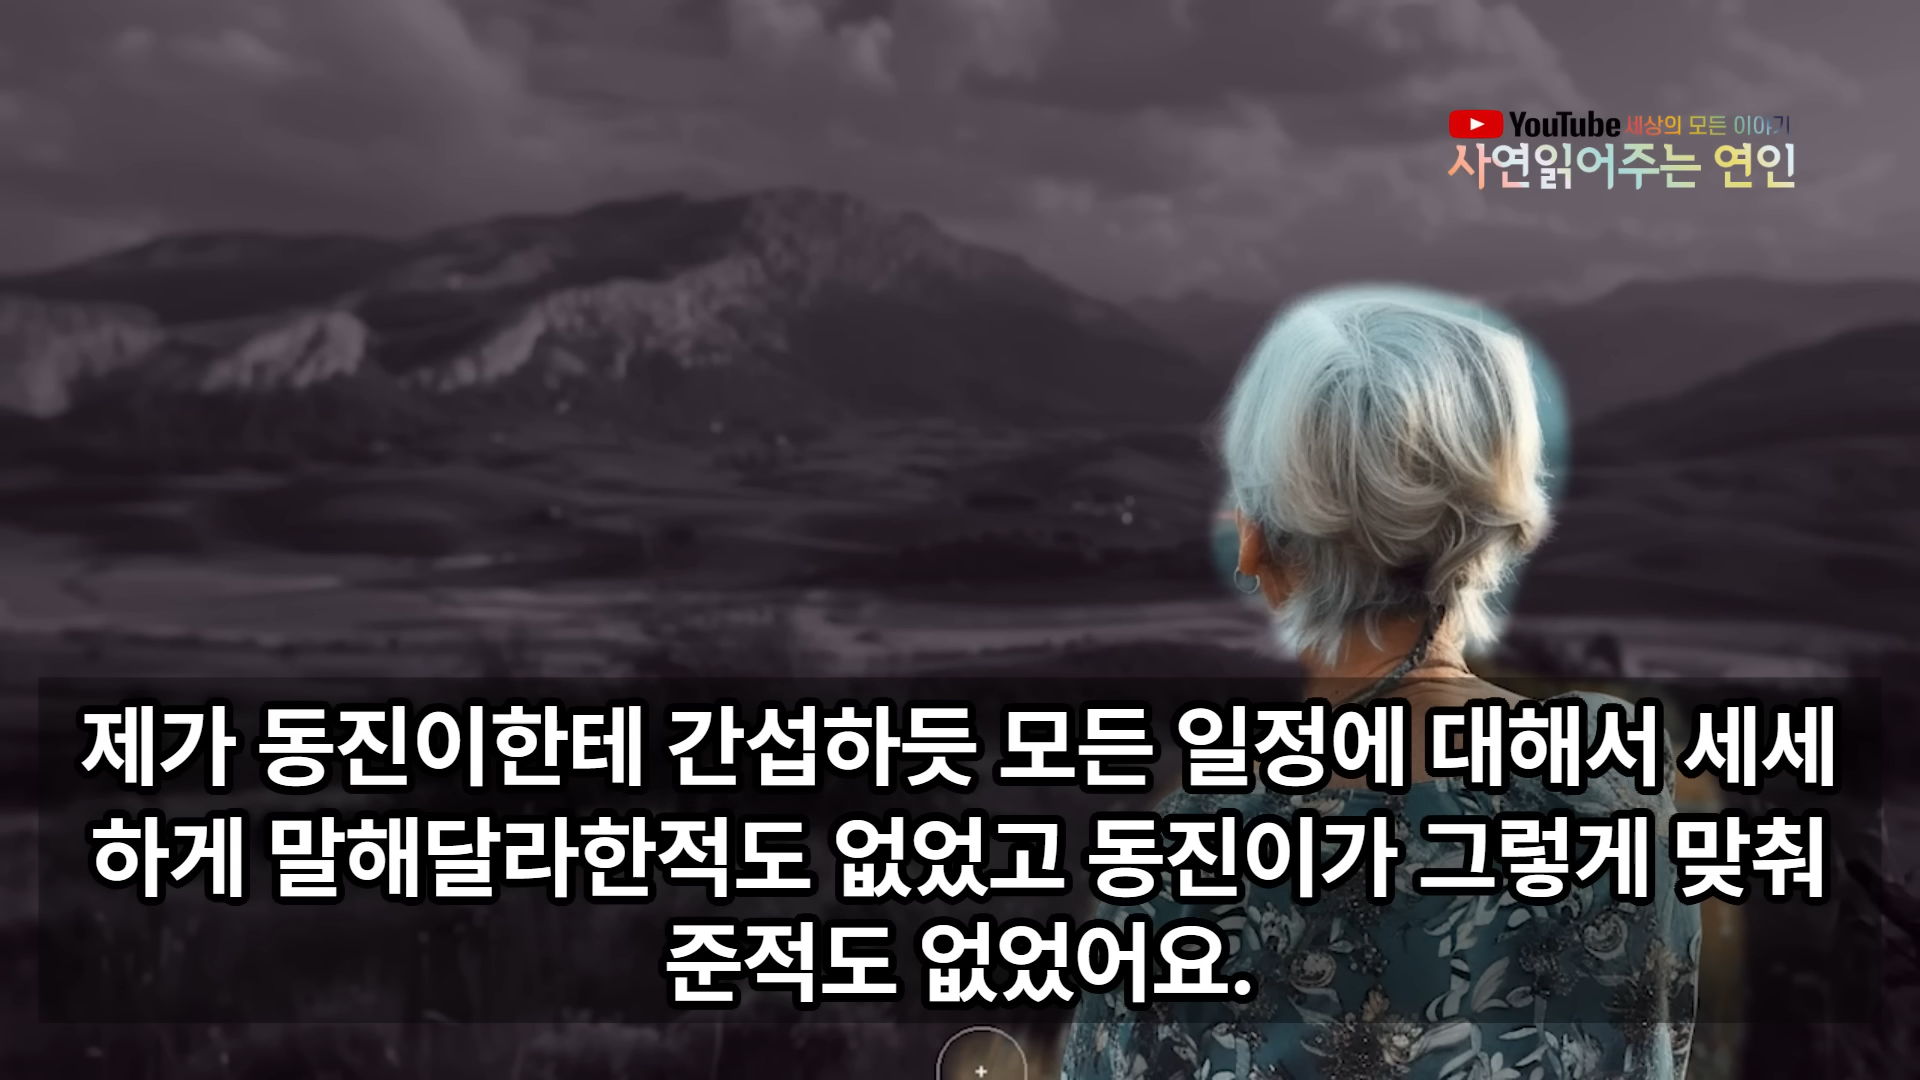 YouTube 세상의 모든 이야기
사연읽어주는 연인
제가 동진이한테 간섭하듯 모든 일정에 대해서 세세
하게 말해달라한적도 없었고 동진이가 그렇게 맞춰
준적도 없었어요.